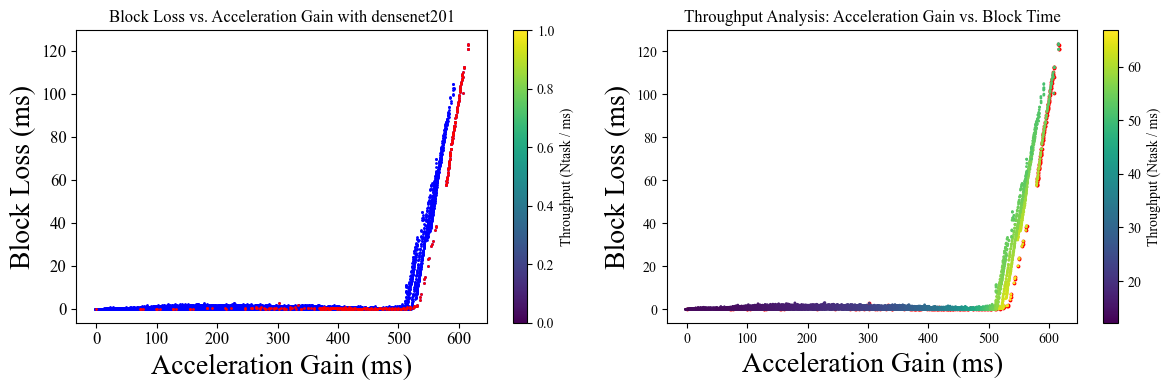 Block Loss vs. Acceleration Gain with densenet201
Block Loss (ms)
120
100
80
60
40
20
0
0 100 200 300 400 500 600
Acceleration Gain (ms)
1.0
0.8
0.6
0.4
0.2
0.0
Throughput (Ntask / ms)
Throughput Analysis: Acceleration Gain vs. Block Time
Block Loss (ms)
120
100
80
60
40
20
0
0 100 200 300 400 500 600
Acceleration Gain (ms)
60
50
40
30
20
Throughput (Ntask / ms)